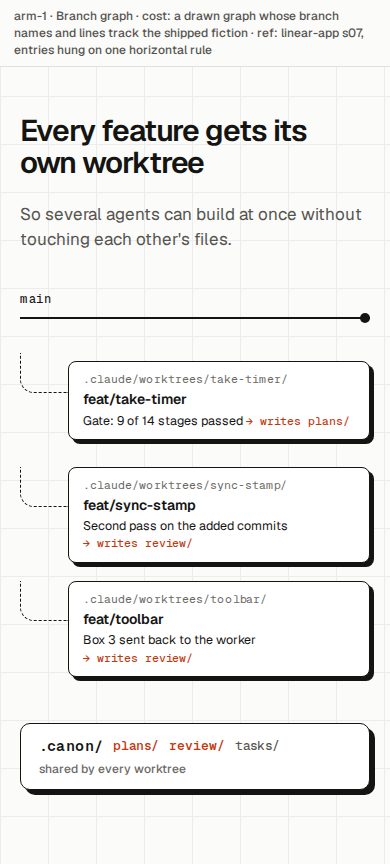 arm-1 · Branch graph · cost: a drawn graph whose branch
names and lines track the shipped fiction · ref: linear-app s07,
entries hung on one horizontal rule
Every feature gets its
own worktree
So several agents can build at once without
touching each other's files.
main
.claude/worktrees/take-timer/
feat/take-timer
Gate: 9 of 14 stages passed → writes plans/
.claude/worktrees/sync-stamp/
feat/sync-stamp
Second pass on the added commits
→ writes review/
.claude/worktrees/toolbar/
feat/toolbar
Box 3 sent back to the worker
→ writes review/
.canon/ plans/ review/ tasks/
shared by every worktree